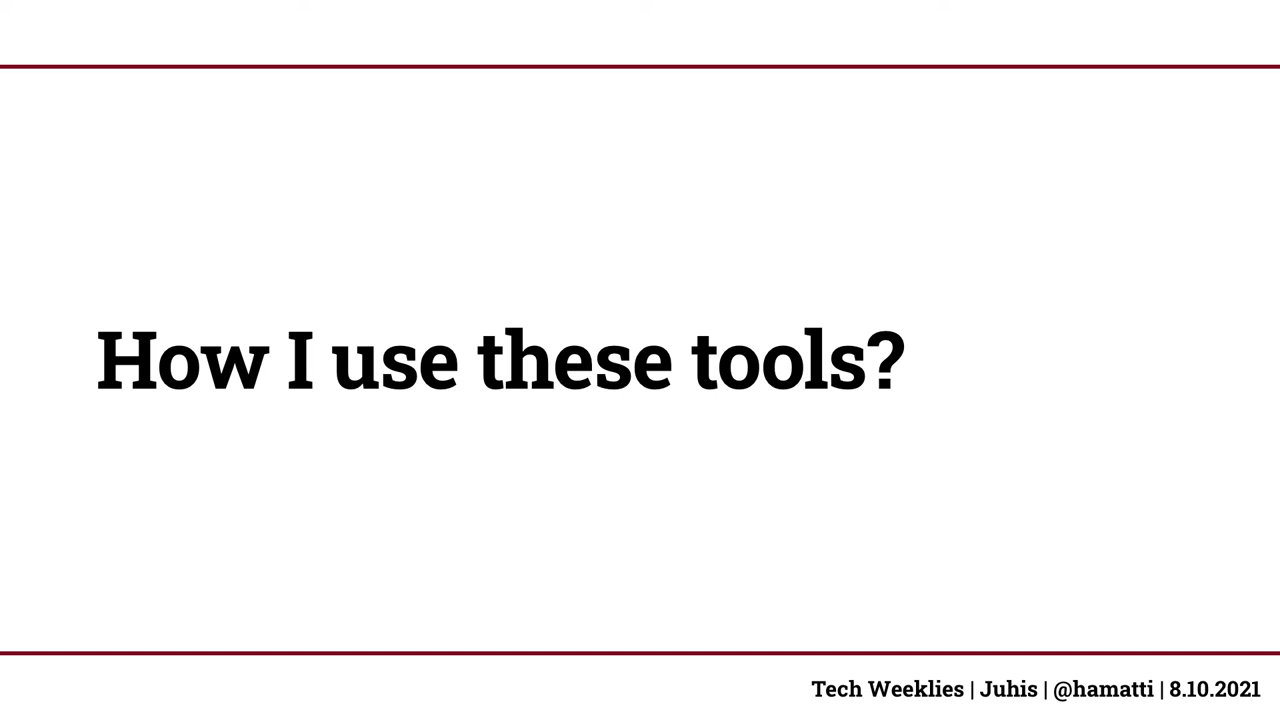 How I use these tools?
Tech Weeklies | Juhis | @hamatti | 8.10.2021